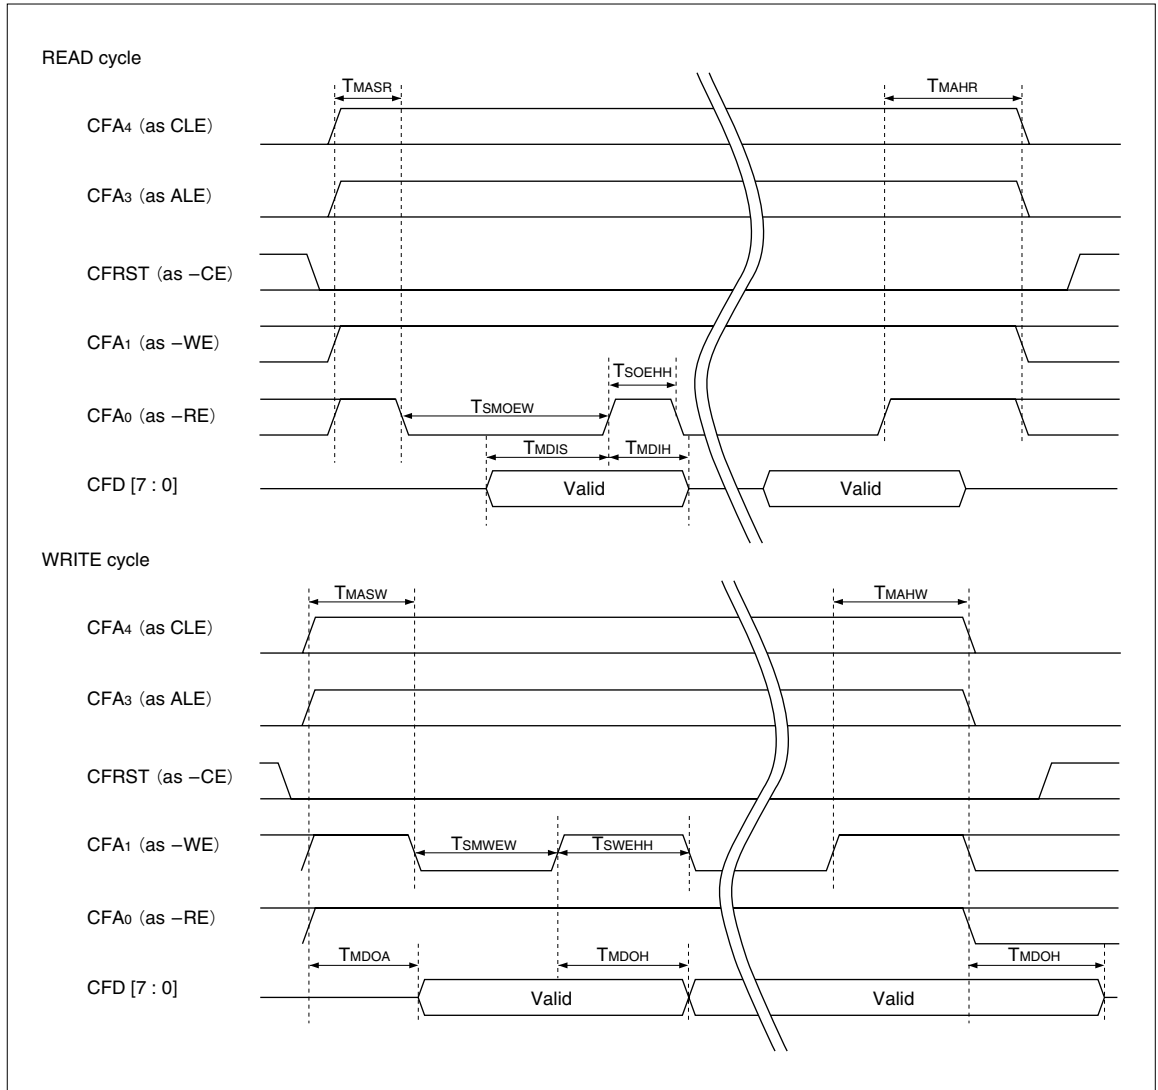 READ cycle
TMASR TMAHR
CFA4 (as CLE)
CFA3 (as ALE)
CFRST (as –CE)
CFA1 (as –WE)
TSOEHH
CFA0 (as –RE) TSMOEW
TMDIS TMDIH
CFD [7 : 0] Valid Valid
WRITE cycle
TMASW TMAHW
CFA4 (as CLE)
CFA3 (as ALE)
CFRST (as –CE)
CFA1 (as –WE) TSMWEW TSWEHH
CFA0 (as –RE)
TMDOA TMDOH TMDOH
CFD [7 : 0] Valid Valid